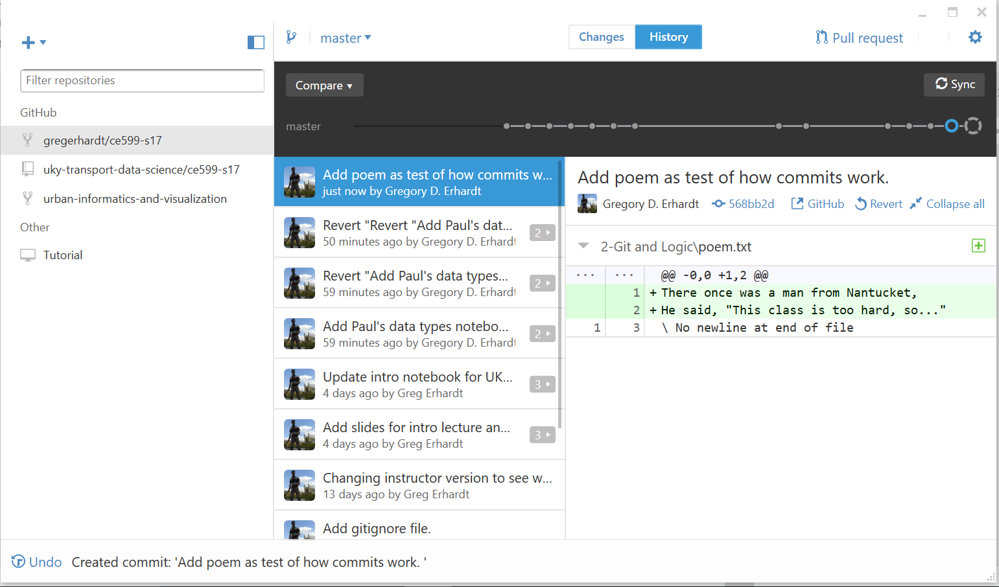 master
Changes
History
Pull request
Filter repositories
GitHub
gregerhardt/ce599-s17
uky-transport-data-science/ce599-s17
urban-informatics-and-visualization
Other
Tutorial
Compare
Sync
master
Add poem as test of how commits w...
just now by Gregory D. Erhardt
Revert "Revert "Add Paul's dat...
50 minutes ago by Gregory D. Erhardt
2
Revert "Add Paul's data types...
59 minutes ago by Gregory D. Erhardt
2
Add Paul's data types notebo...
59 minutes ago by Gregory D. Erhardt
2
Update intro notebook for UK...
4 days ago by Greg Erhardt
3
Add slides for intro lecture an...
4 days ago by Greg Erhardt
3
Changing instructor version to see w...
13 days ago by Greg Erhardt
Add gitignore file.
Add poem as test of how commits work.
Gregory D. Erhardt 568bb2d GitHub Revert Collapse all
2-Git and Logic\poem.txt
... ... @@ -0,0 +1,2 @@
1 + There once was a man from Nantucket,
2 + He said, "This class is too hard, so..."
1 3 \ No newline at end of file
Undo Created commit: 'Add poem as test of how commits work. '